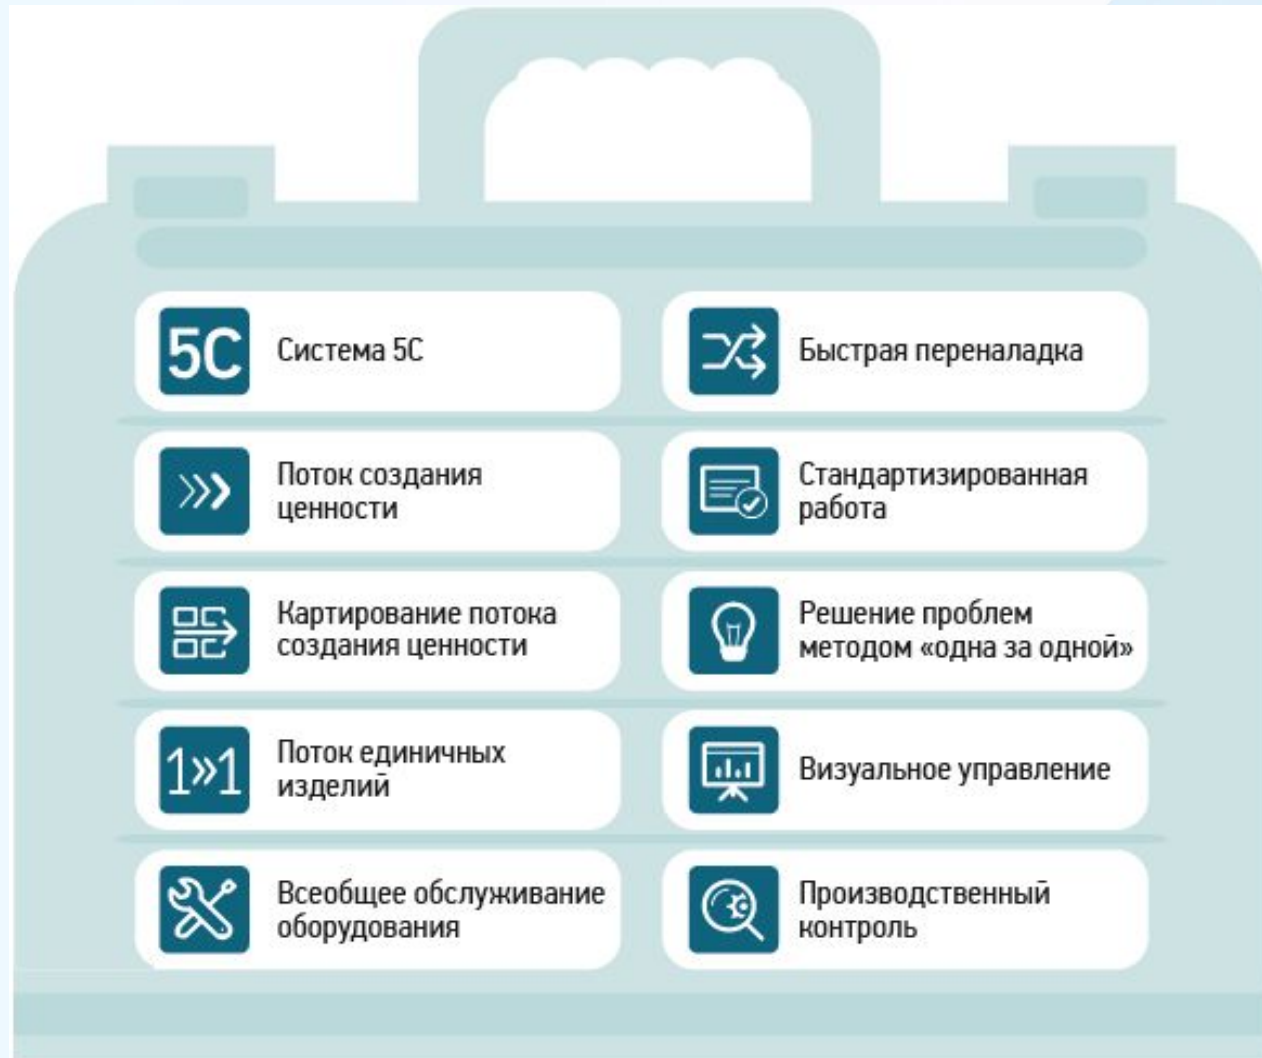 5С
Система 5С
Поток создания
ценности
Картирование потока
создания ценности
1»1
Поток единичных
изделий
Всеобщее обслуживание
оборудования
Быстрая переналадка
Стандартизированная
работа
Решение проблем
методом «одна за одной»
Визуальное управление
Производственный
контроль